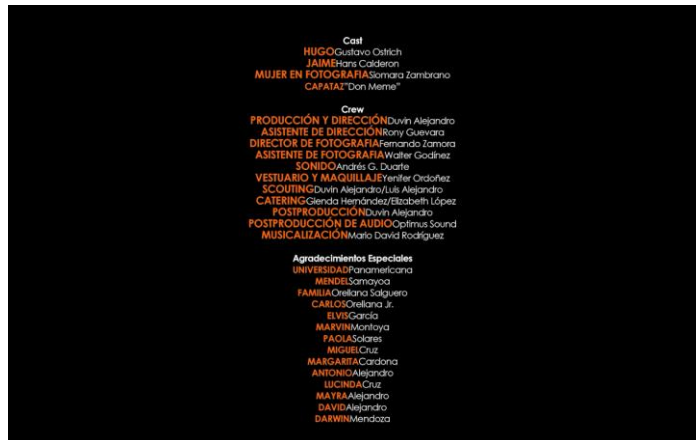 Cast
HUGOGustavo Ostrich
JAIMEHans Calderon
MUJER EN FOTOGRAFIASiomara Zambrano
CAPATAZ"Don Meme"
Crew
PRODUCCIÓN Y DIRECCIÓNDuvin Alejandro
ASISTENTE DE DIRECCIÓNRony Guevara
DIRECTOR DE FOTOGRAFIAFernando Zamora
ASISTENTE DE FOTOGRAFIAWalter Godínez
SONIDOAndrés G. Duarte
VESTUARIO Y MAQUILLAJEYenifer Ordoñez
SCOUTINGDuvin Alejandro/Luis Alejandro
CATERINGGlenda Hernández/Elizabeth López
POSTPRODUCCIÓNDuvin Alejandro
POSTPRODUCCIÓN DE AUDIOOptimus Sound
MUSICALIZACIÓNMario David Rodríguez
Agradecimientos Especiales
UNIVERSIDADPanamericana
MENDELSamayoa
FAMILIAOrellana Salguero
CARLOSOrellana Jr.
ELVISGarcía
MARVINMontoya
PAOLASolares
MIGUELCruz
MARGARITACardona
ANTONIOAlejandro
LUCINDACruz
MAYRAAlejandro
DAVIDAlejandro
DARWINMendoza